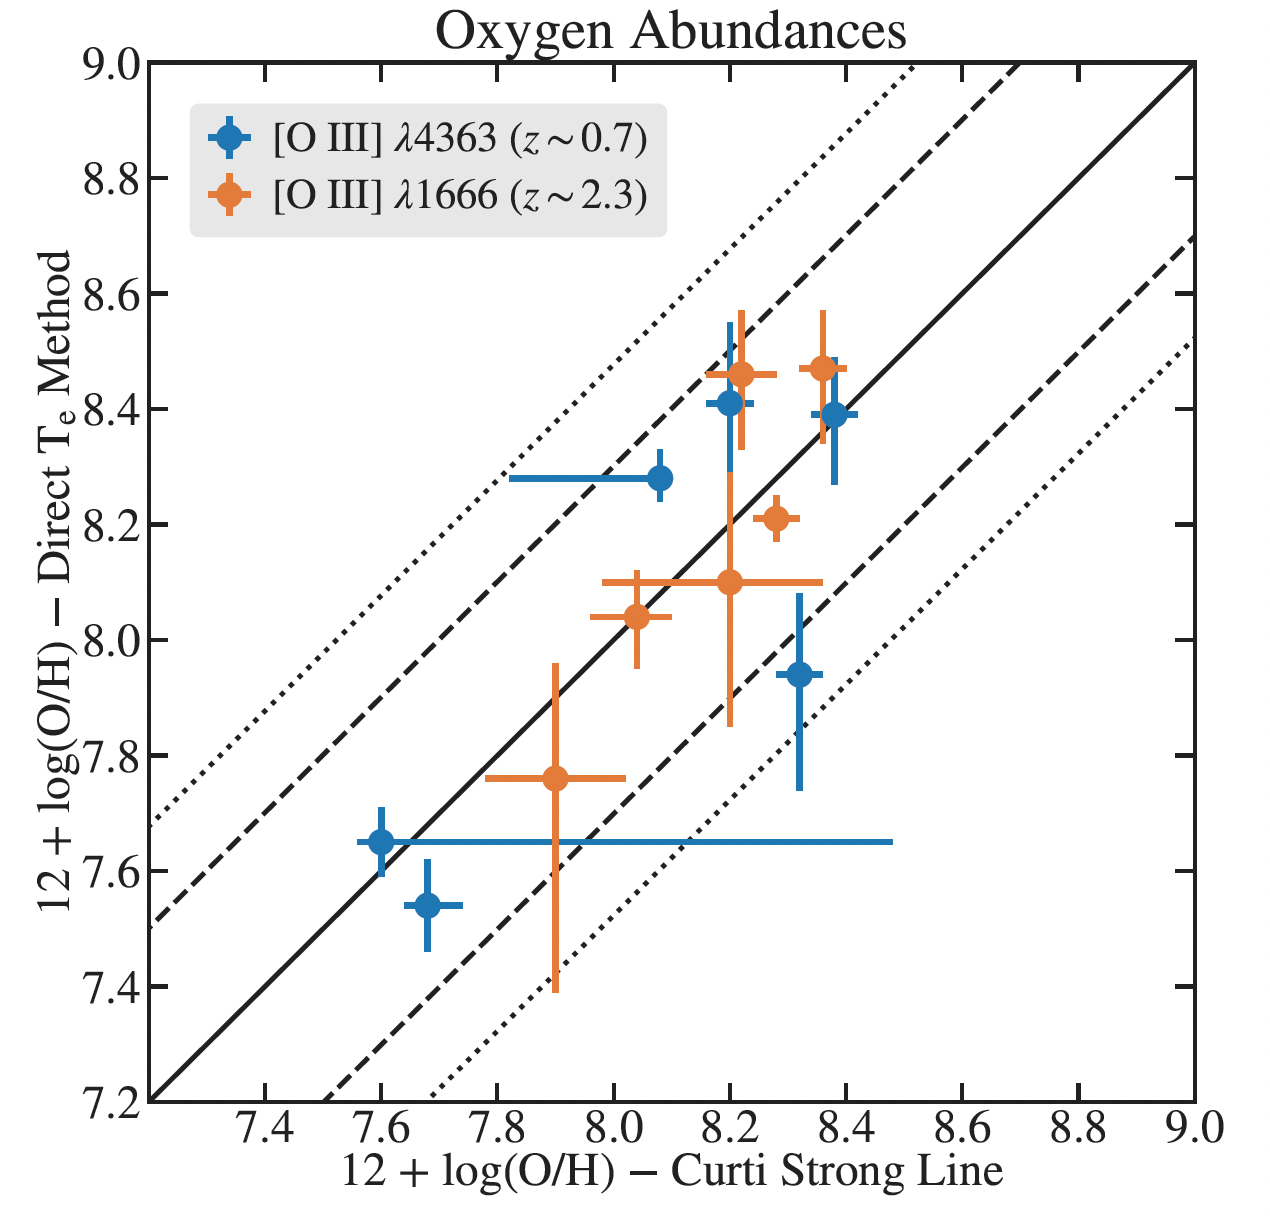 Oxygen Abundances
[O III] λ4363 (z ∼ 0.7)
[O III] λ1666 (z ∼ 2.3)
12 + log(O/H) − Direct Tₑ Method
9.0
8.8
8.6
8.4
8.2
8.0
7.8
7.6
7.4
7.2
7.4 7.6 7.8 8.0 8.2 8.4 8.6 8.8 9.0
12 + log(O/H) − Curti Strong Line